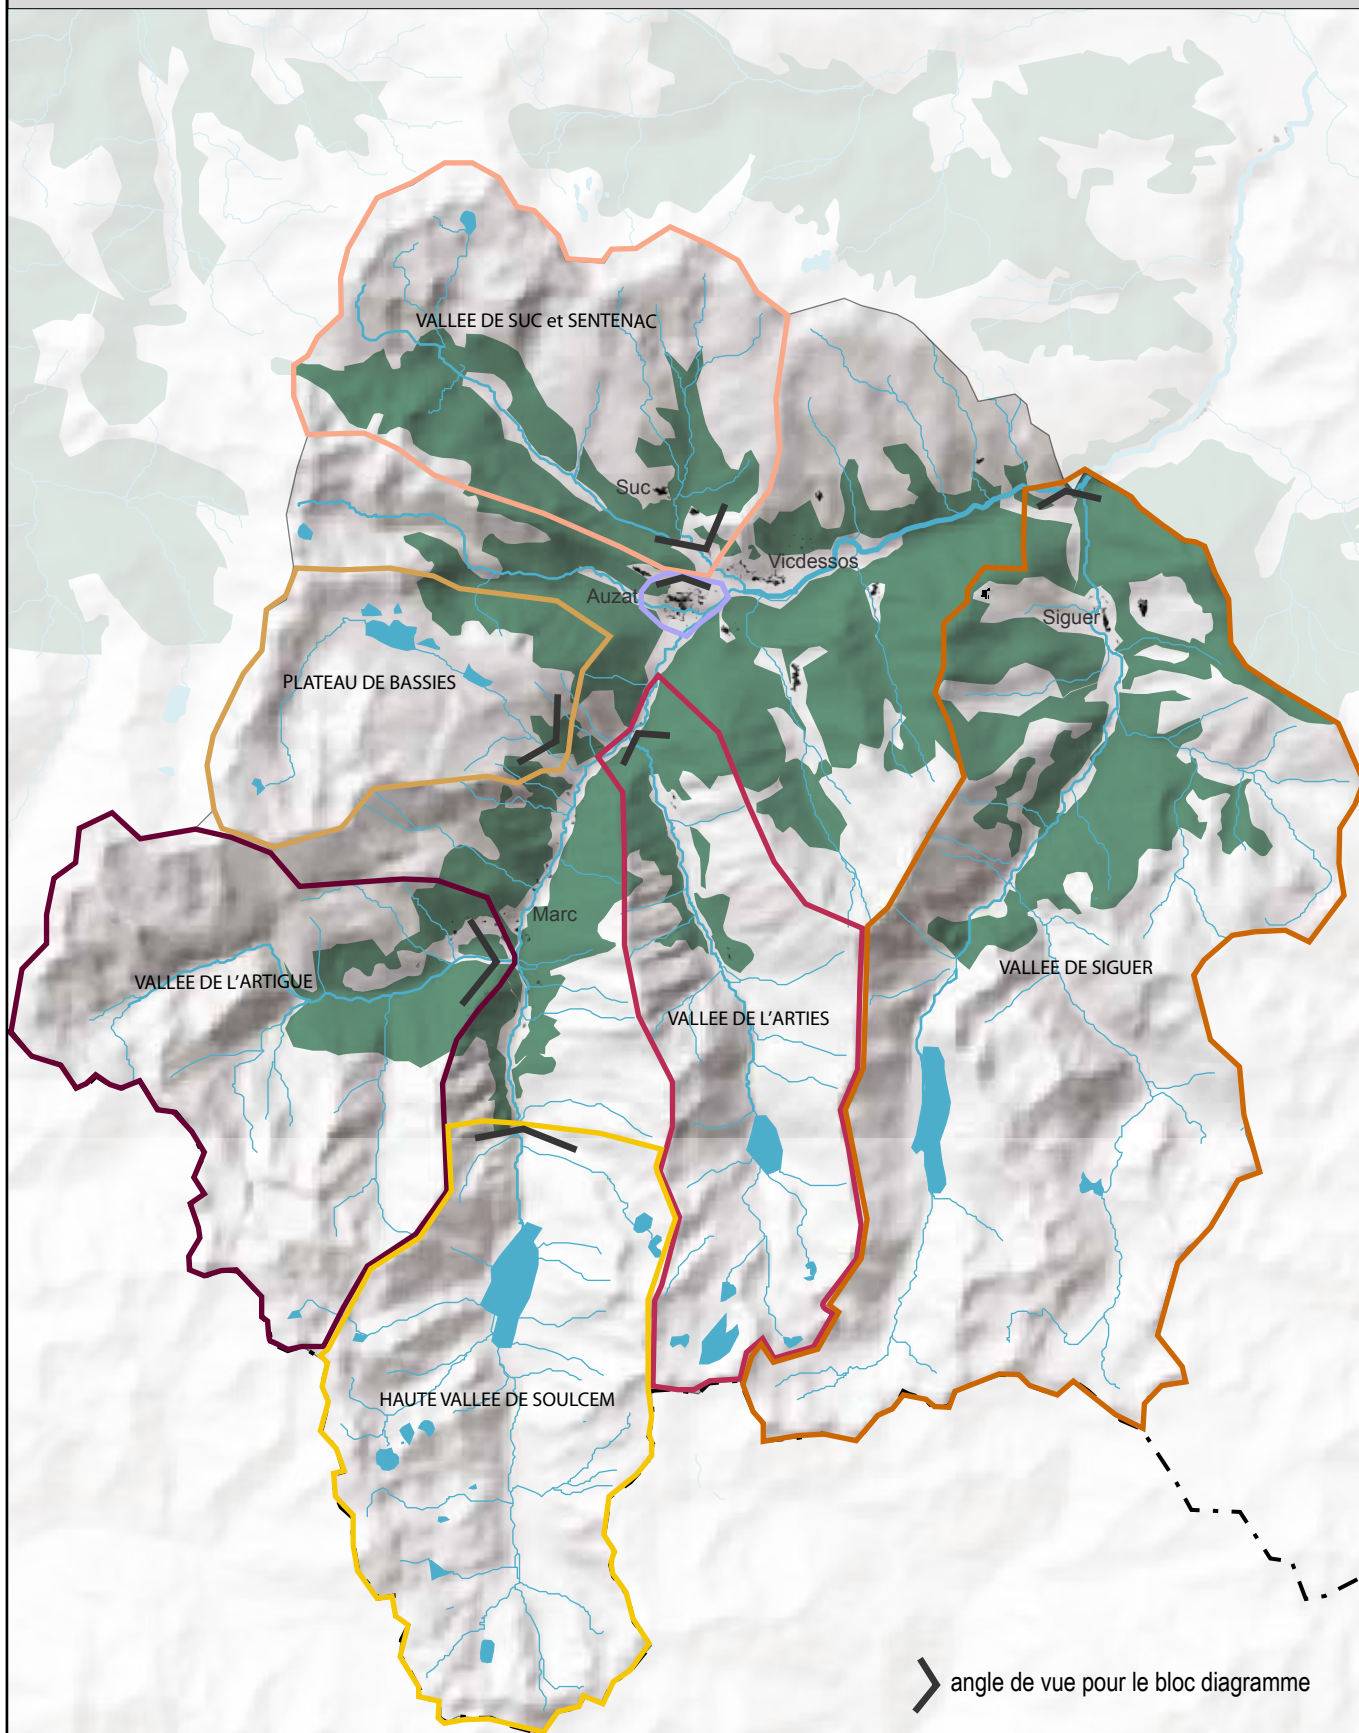 VALLEE DE SUC et SENTENAC
Suc
Vicdessos
Auzat
Siguer
PLATEAU DE BASSIES
Marc
VALLEE DE L'ARTIGUE
VALLEE DE SIGUER
VALLEE DE L'ARTIES
HAUTE VALLEE DE SOULCEM
angle de vue pour le bloc diagramme